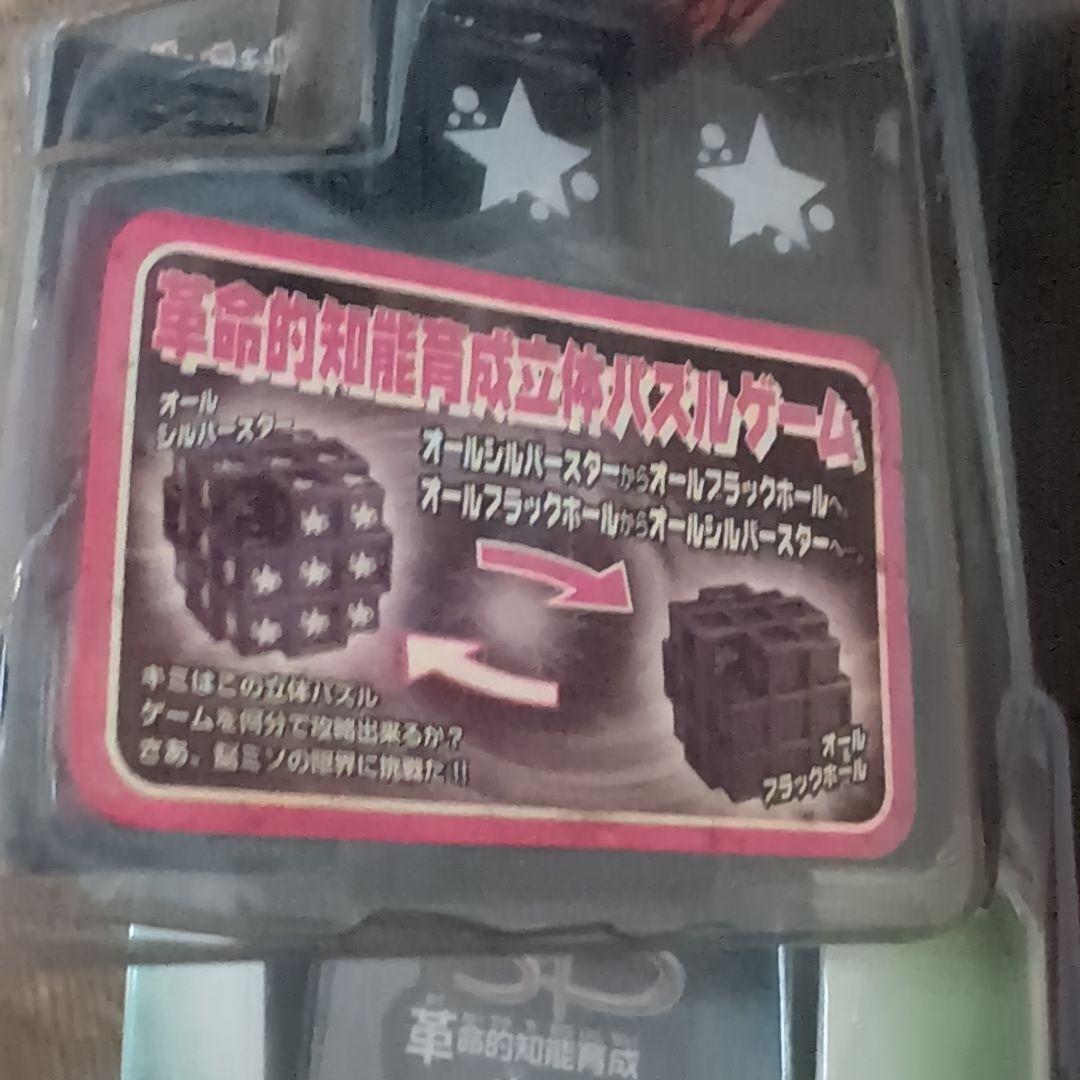 革命的知能育成立体パズルゲーム
オール
シルバースター
オールシルバースターからオールブラックホールへ、
オールブラックホールからオールシルバースターへ…。
キミはこの立体パズル
ゲームを何分で攻略出来るか?
さあ、脳ミソの限界に挑戦だ!!
オール
ブラックホール
革命的知能育成